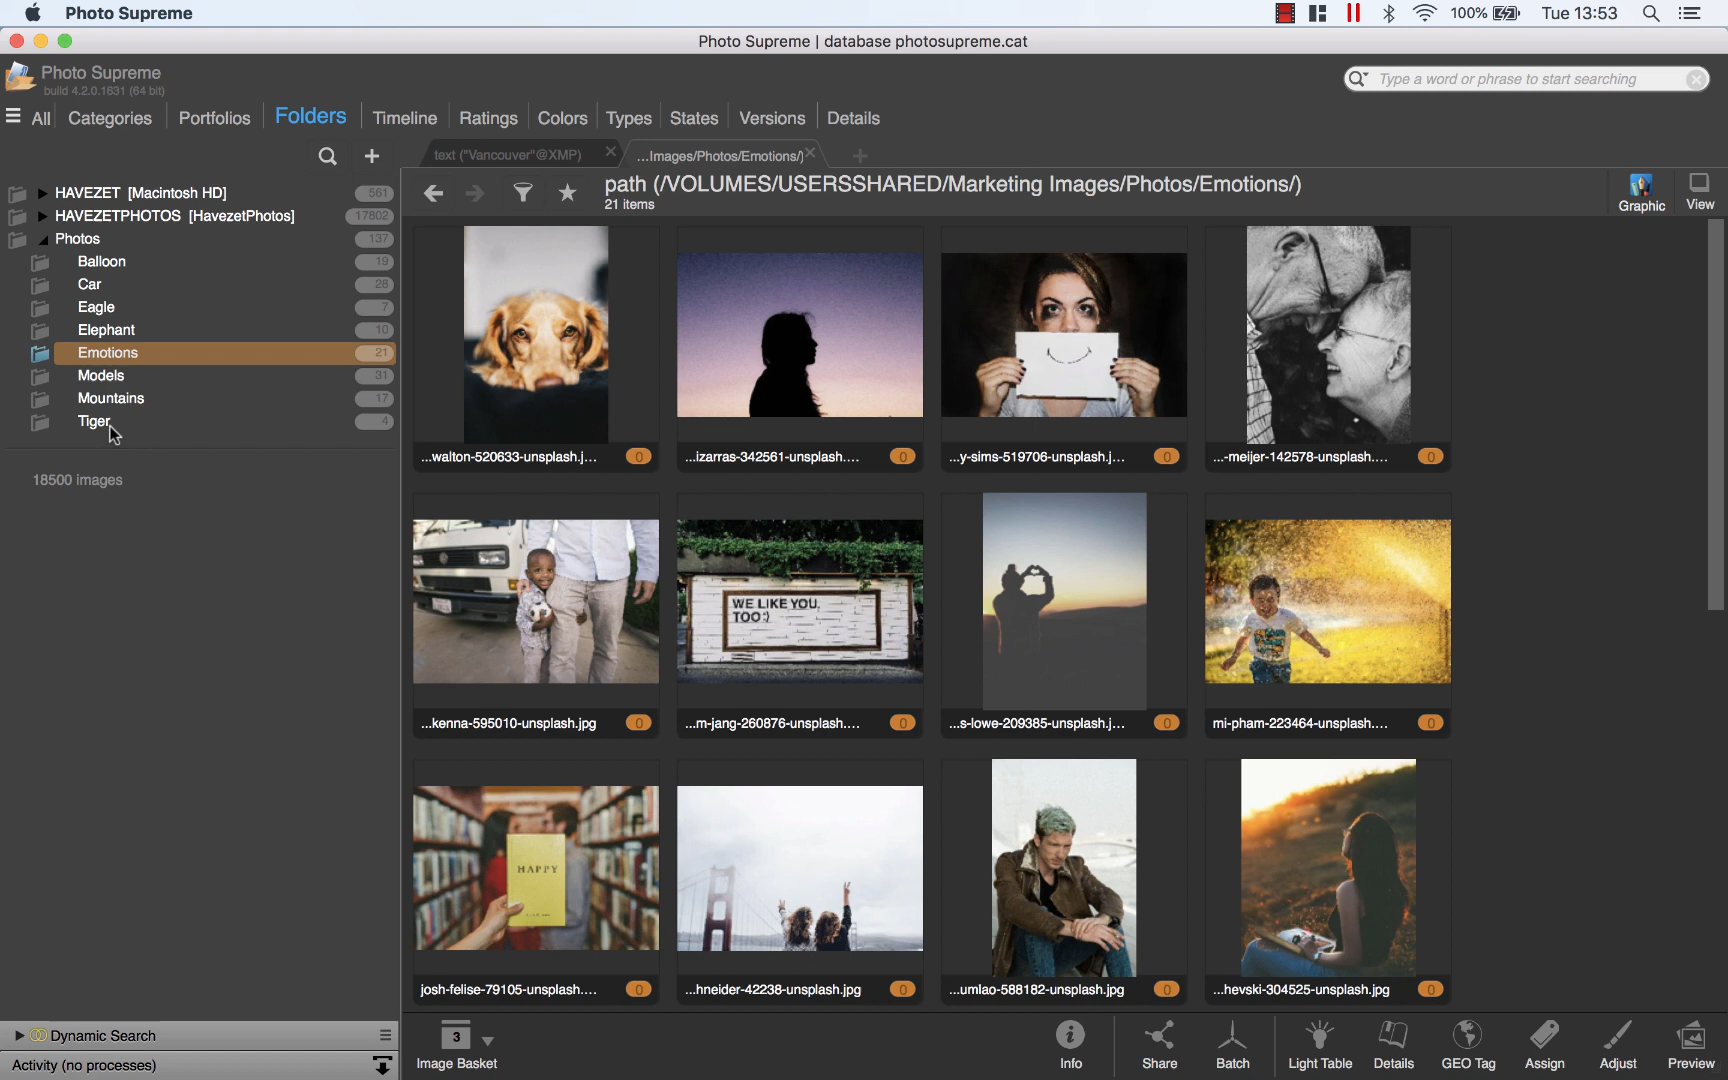 Photo Supreme
100%
Tue 13:53
Photo Supreme | database photosupreme.cat
Photo Supreme
build 4.2.0.1631 (64 bit)
Type a word or phrase to start searching
All
Categories
Portfolios
Folders
Timeline
Ratings
Colors
Types
States
Versions
Details
text ("Vancouver"@XMP)
...Images/Photos/Emotions/)
path (/VOLUMES/USERSSHARED/Marketing Images/Photos/Emotions/)
21 items
Graphic
View
HAVEZET [Macintosh HD] 561
HAVEZETPHOTOS [HavezetPhotos] 17802
Photos 137
Balloon 19
Car 28
Eagle 7
Elephant 10
Emotions 21
Models 31
Mountains 17
Tiger 4
18500 images
...walton-520633-unsplash.j... 0
...izarras-342561-unsplash.... 0
...y-sims-519706-unsplash.j... 0
...-meijer-142578-unsplash.... 0
WE LIKE YOU,
TOO:)
...kenna-595010-unsplash.jpg 0
...m-jang-260876-unsplash.... 0
...s-lowe-209385-unsplash.j... 0
mi-pham-223464-unsplash.... 0
HAPPY
josh-felise-79105-unsplash.... 0
...hneider-42238-unsplash.jpg 0
...umlao-588182-unsplash.jpg 0
...hevski-304525-unsplash.jpg 0
Dynamic Search
Activity (no processes)
3
Image Basket
Info
Share
Batch
Light Table
Details
GEO Tag
Assign
Adjust
Preview